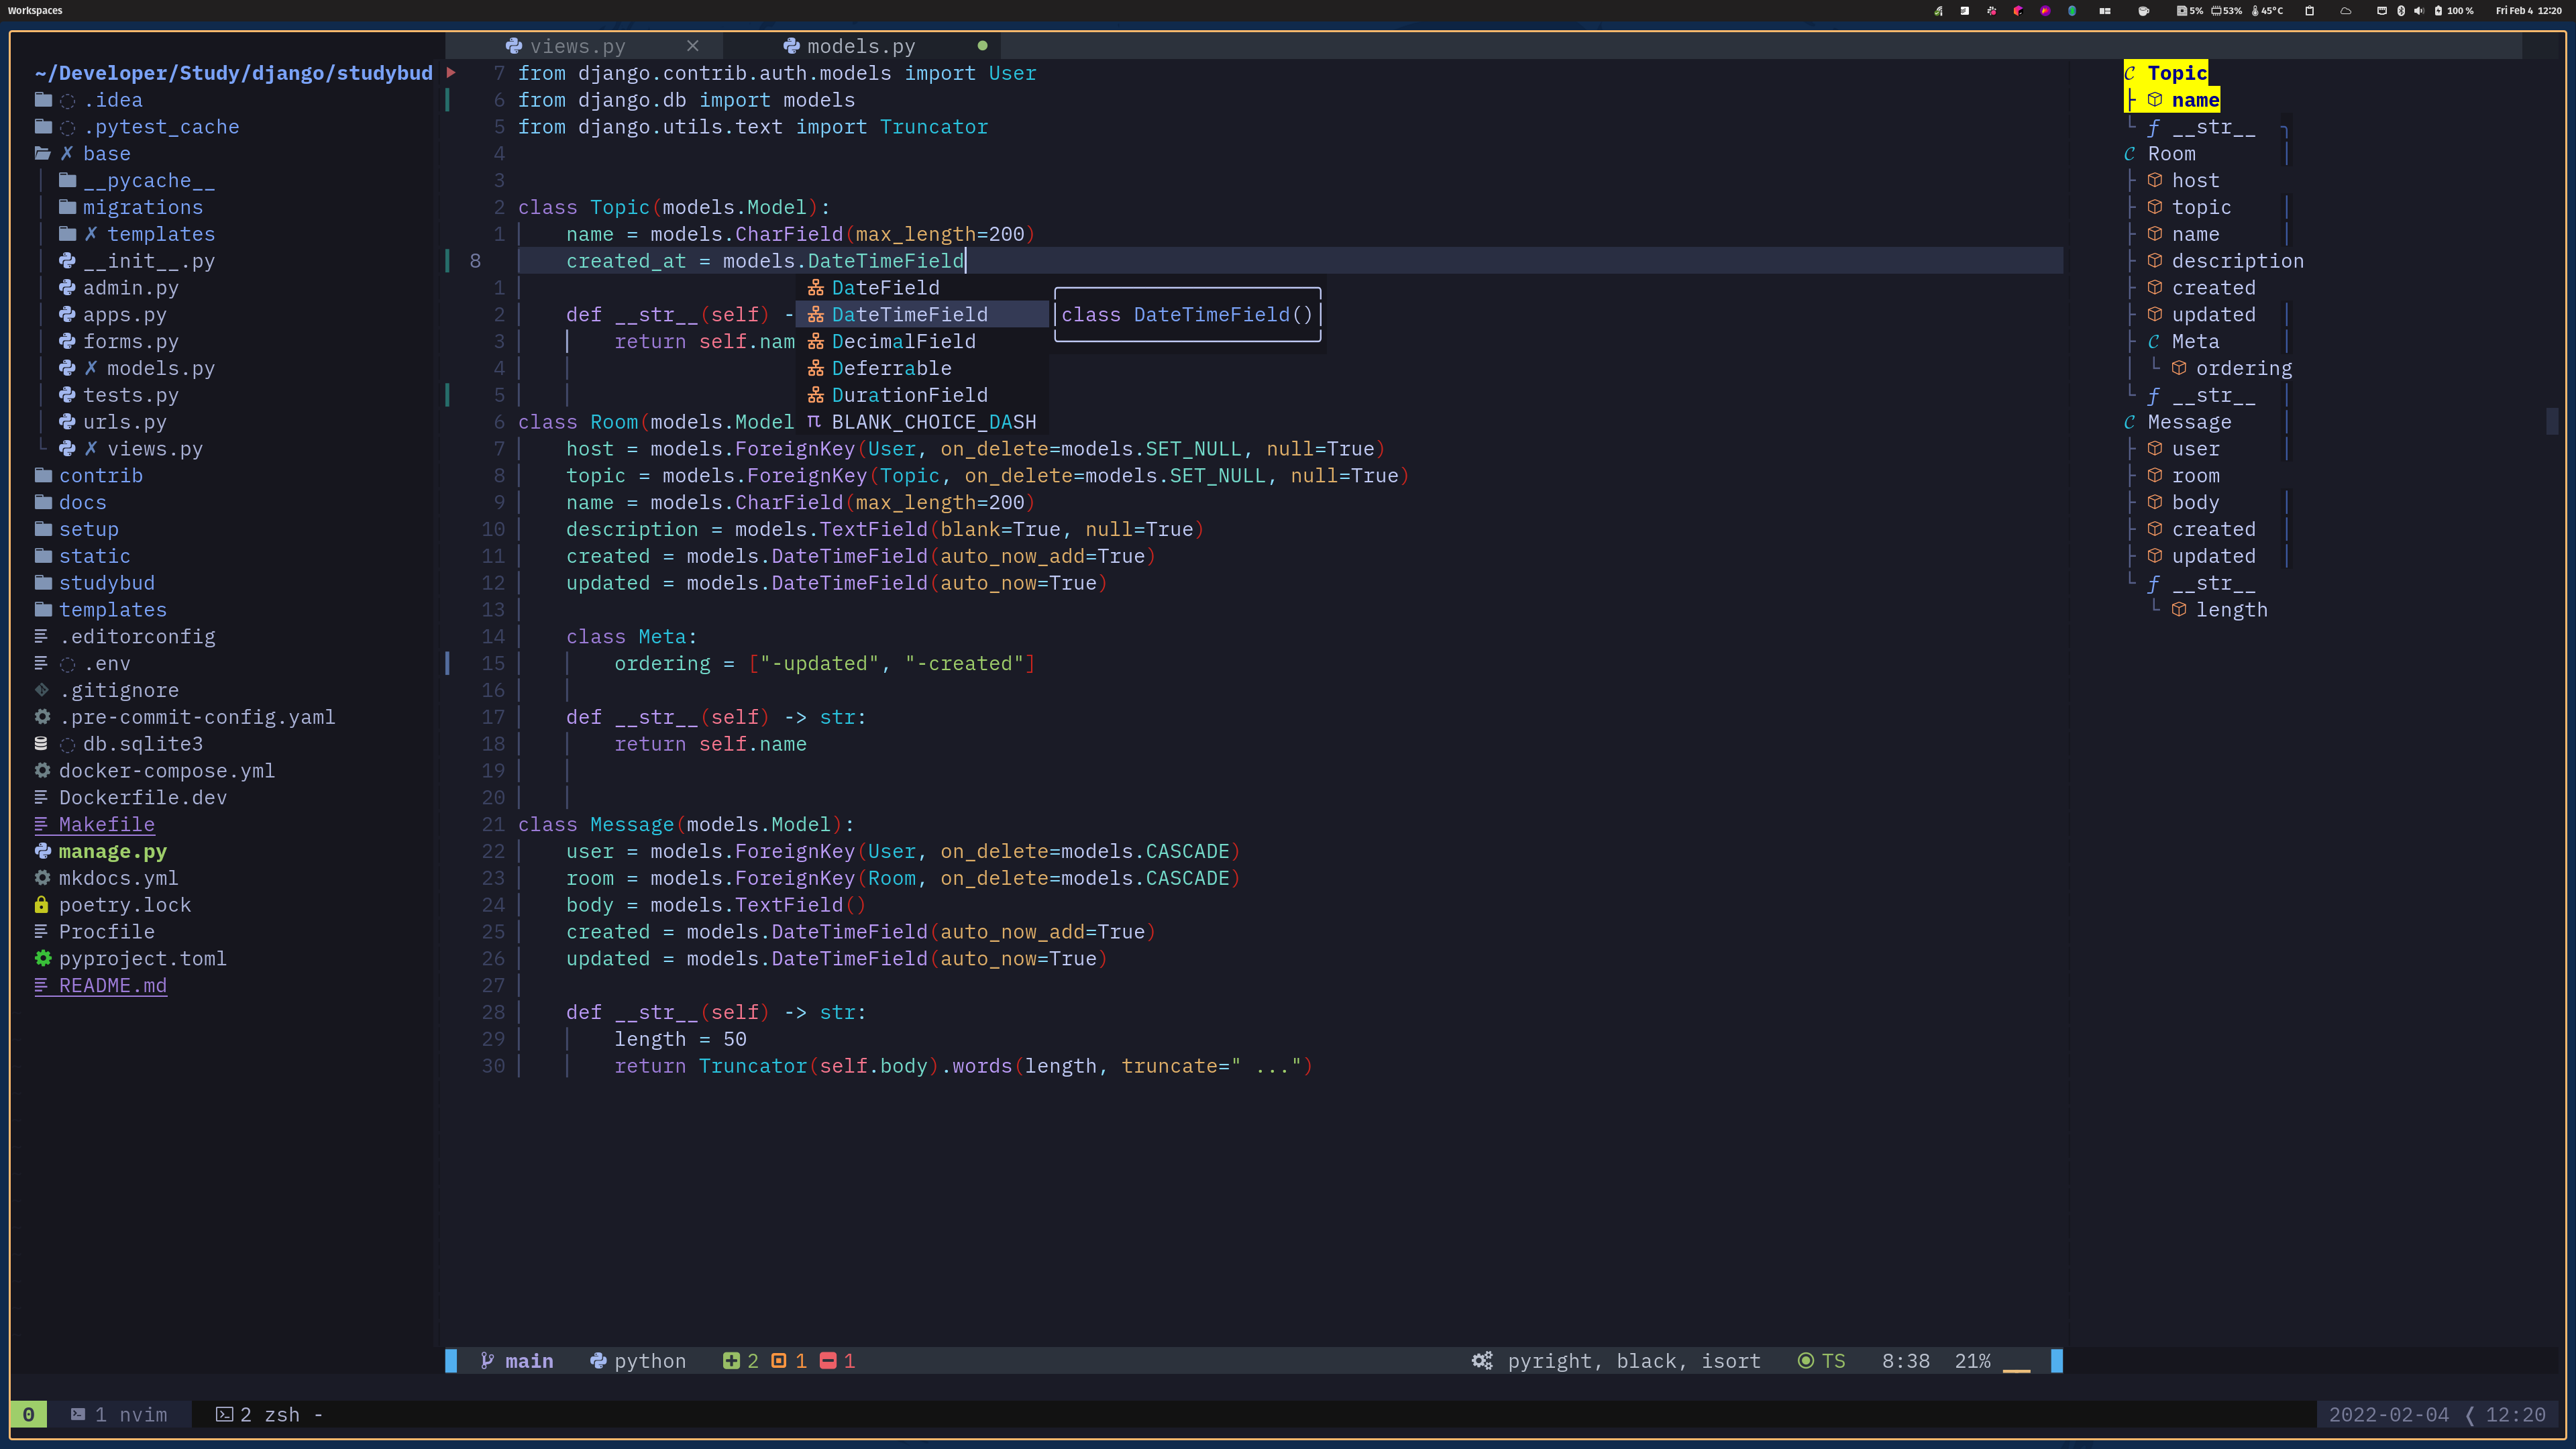 Workspaces
5% 53% 45°C 100 % Fri Feb 4 12:20
views.py
models.py
~/Developer/Study/django/studybud
.idea
.pytest_cache
base
__pycache__
migrations
templates
__init__.py
admin.py
apps.py
forms.py
models.py
tests.py
urls.py
views.py
contrib
docs
setup
static
studybud
templates
.editorconfig
.env
.gitignore
.pre-commit-config.yaml
db.sqlite3
docker-compose.yml
Dockerfile.dev
Makefile
manage.py
mkdocs.yml
poetry.lock
Procfile
pyproject.toml
README.md
7 from django.contrib.auth.models import User
6 from django.db import models
5 from django.utils.text import Truncator
4
3
2 class Topic(models.Model):
1 name = models.CharField(max_length=200)
8 created_at = models.DateTimeField
1
2 def __str__(self) -
3 return self.nam
4
5
6 class Room(models.Model
7 host = models.ForeignKey(User, on_delete=models.SET_NULL, null=True)
8 topic = models.ForeignKey(Topic, on_delete=models.SET_NULL, null=True)
9 name = models.CharField(max_length=200)
10 description = models.TextField(blank=True, null=True)
11 created = models.DateTimeField(auto_now_add=True)
12 updated = models.DateTimeField(auto_now=True)
13
14 class Meta:
15 ordering = ["-updated", "-created"]
16
17 def __str__(self) -> str:
18 return self.name
19
20
21 class Message(models.Model):
22 user = models.ForeignKey(User, on_delete=models.CASCADE)
23 room = models.ForeignKey(Room, on_delete=models.CASCADE)
24 body = models.TextField()
25 created = models.DateTimeField(auto_now_add=True)
26 updated = models.DateTimeField(auto_now=True)
27
28 def __str__(self) -> str:
29 length = 50
30 return Truncator(self.body).words(length, truncate=" ...")
DateField
DateTimeField
DecimalField
Deferrable
DurationField
π BLANK_CHOICE_DASH
class DateTimeField()
C Topic
name
f __str__
C Room
host
topic
name
description
created
updated
C Meta
ordering
f __str__
C Message
user
room
body
created
updated
f __str__
length
main python 2 1 1 pyright, black, isort TS 8:38 21%
0 1 nvim 2 zsh - 2022-02-04 ⟨ 12:20